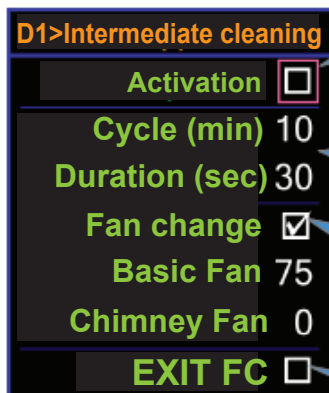 D1>Intermediate cleaning
Activation
Cycle (min) 10
Duration (sec) 30
Fan change
Basic Fan 75
Chimney Fan 0
EXIT FC